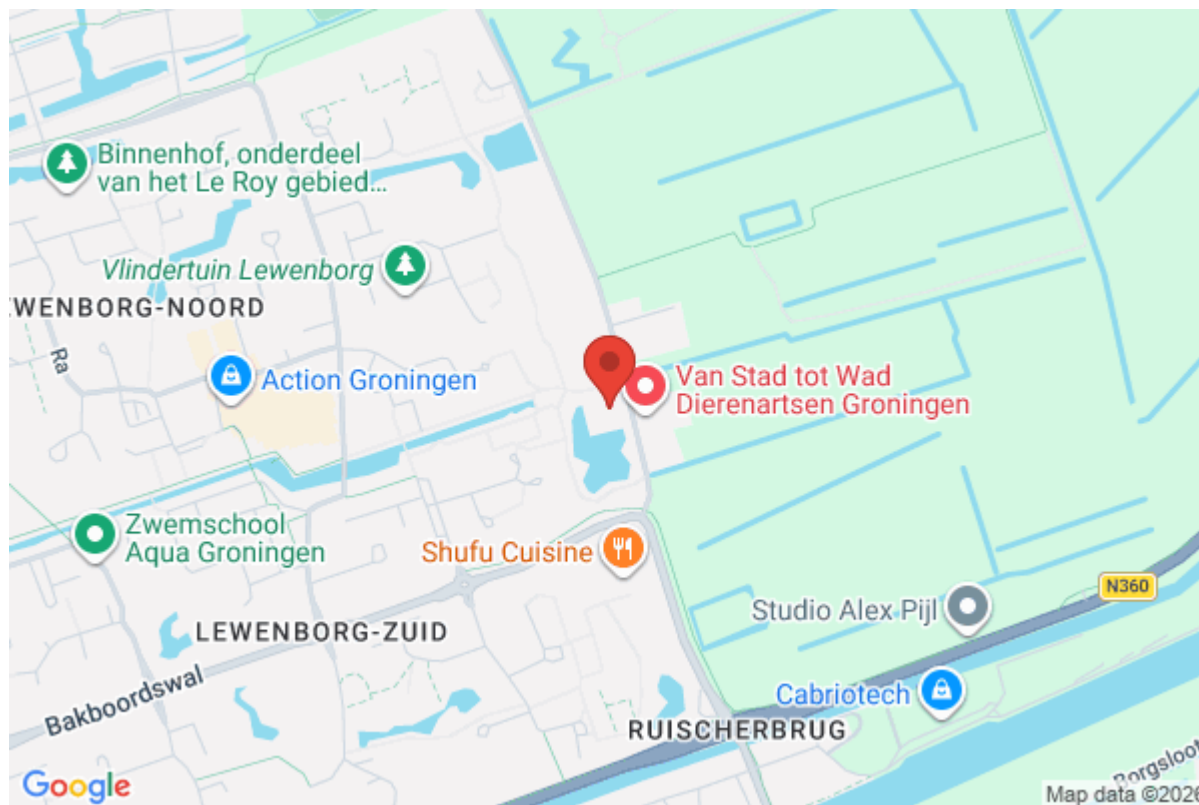 Binnenhof, onderdeel
van het Le Roy gebied...
Vlindertuin Lewenborg
EWENBORG-NOORD
Ra
Action Groningen
Van Stad tot Wad
Dierenartsen Groningen
Zwemschool
Aqua Groningen
Shufu Cuisine
N360
Studio Alex Pijl
LEWENBORG-ZUID
Cabriotech
Bakboordswal
RUISCHERBRUG
Borgsloot
Google
Map data ©2026